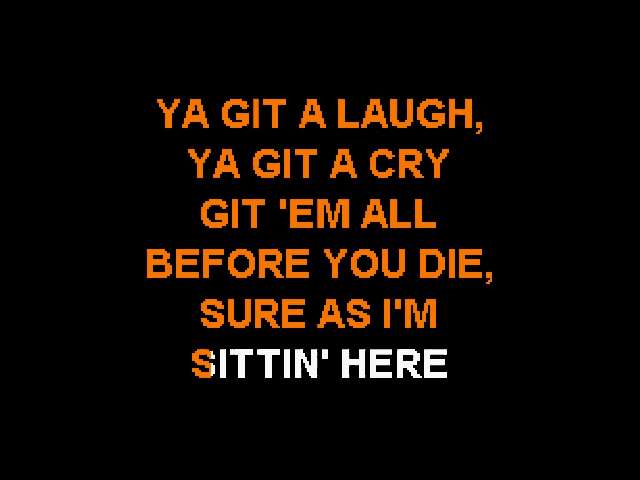 YA GIT A LAUGH,
YA GIT A CRY
GIT 'EM ALL
BEFORE YOU DIE,
SURE AS I'M
SITTIN' HERE